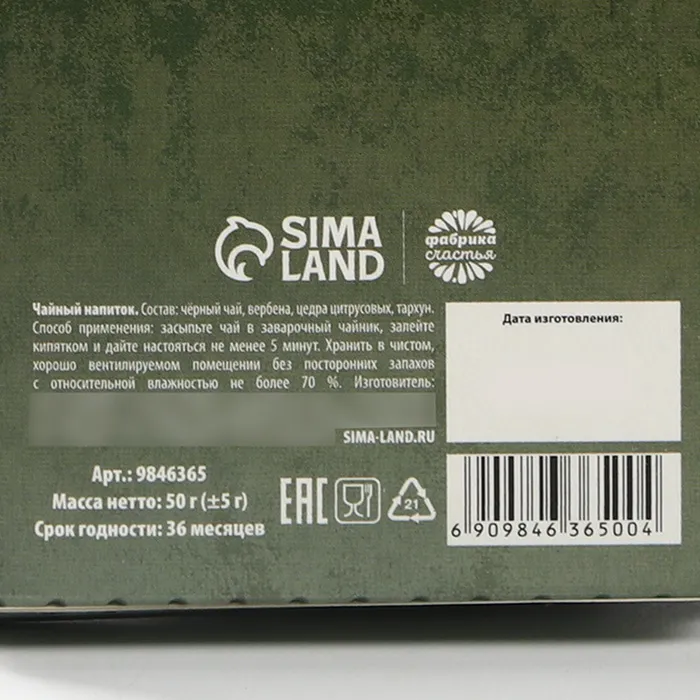 SIMA
LAND
фабрика
счастья
Чайный напиток. Состав: чёрный чай, вербена, цедра цитрусовых, тархун.
Способ применения: засыпьте чай в заварочный чайник, залейте
кипятком и дайте настояться не менее 5 минут. Хранить в чистом,
хорошо вентилируемом помещении без посторонних запахов
с относительной влажностью не более 70 %. Изготовитель:
SIMA-LAND.RU
Дата изготовления:
Арт.: 9846365
Масса нетто: 50 г (±5 г)
Срок годности: 36 месяцев
EAC
21
6 909846 365004